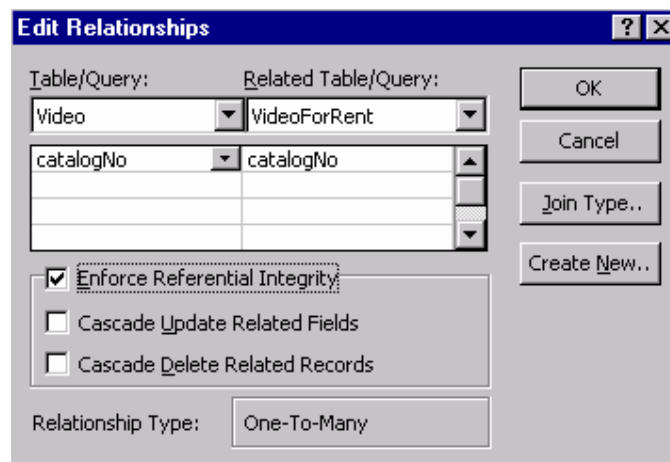 Edit Relationships
Table/Query: Related Table/Query:
Video VideoForRent
catalogNo catalogNo
Enforce Referential Integrity
Cascade Update Related Fields
Cascade Delete Related Records
Relationship Type: One-To-Many
OK
Cancel
Join Type..
Create New..